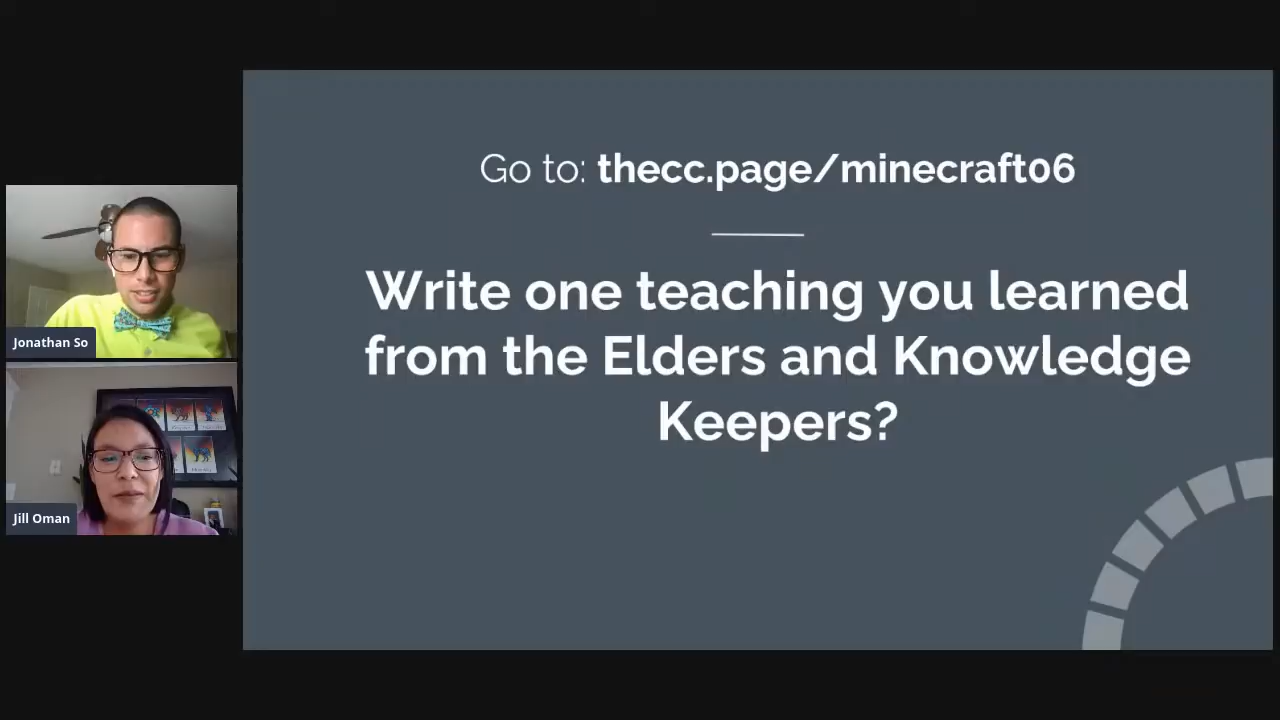 Go to: thecc.page/minecraft06
Write one teaching you learned
from the Elders and Knowledge
Keepers?
Jonathan So
Jill Oman